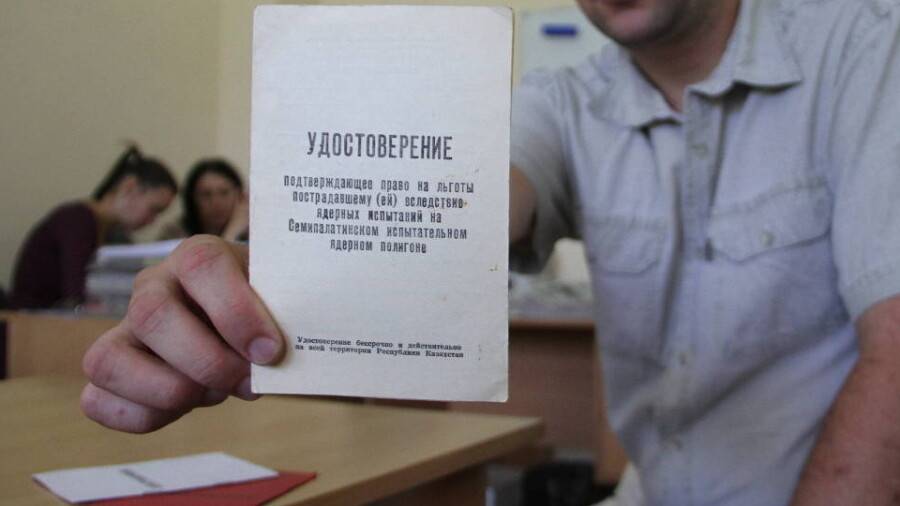 УДОСТОВЕРЕНИЕ
подтверждающее право на льготы
пострадавшему (ей) вследствие
ядерных испытаний на
Семипалатинском испытательном
ядерном полигоне
Удостоверение бессрочно и действительно
на всей территории Республики Казахстан